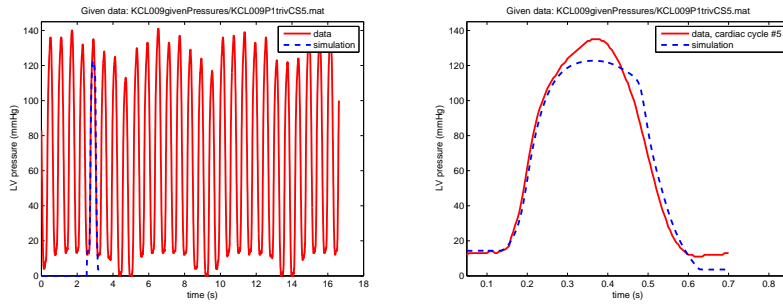 Given data: KCL009givenPressures/KCL009P1trivCS5.mat
LV pressure (mmHg)
140
120
100
80
60
40
20
0
0 2 4 6 8 10 12 14 16 18
time (s)
data
simulation
Given data: KCL009givenPressures/KCL009P1trivCS5.mat
LV pressure (mmHg)
140
120
100
80
60
40
20
0
0.1 0.2 0.3 0.4 0.5 0.6 0.7 0.8
time (s)
data, cardiac cycle #5
simulation